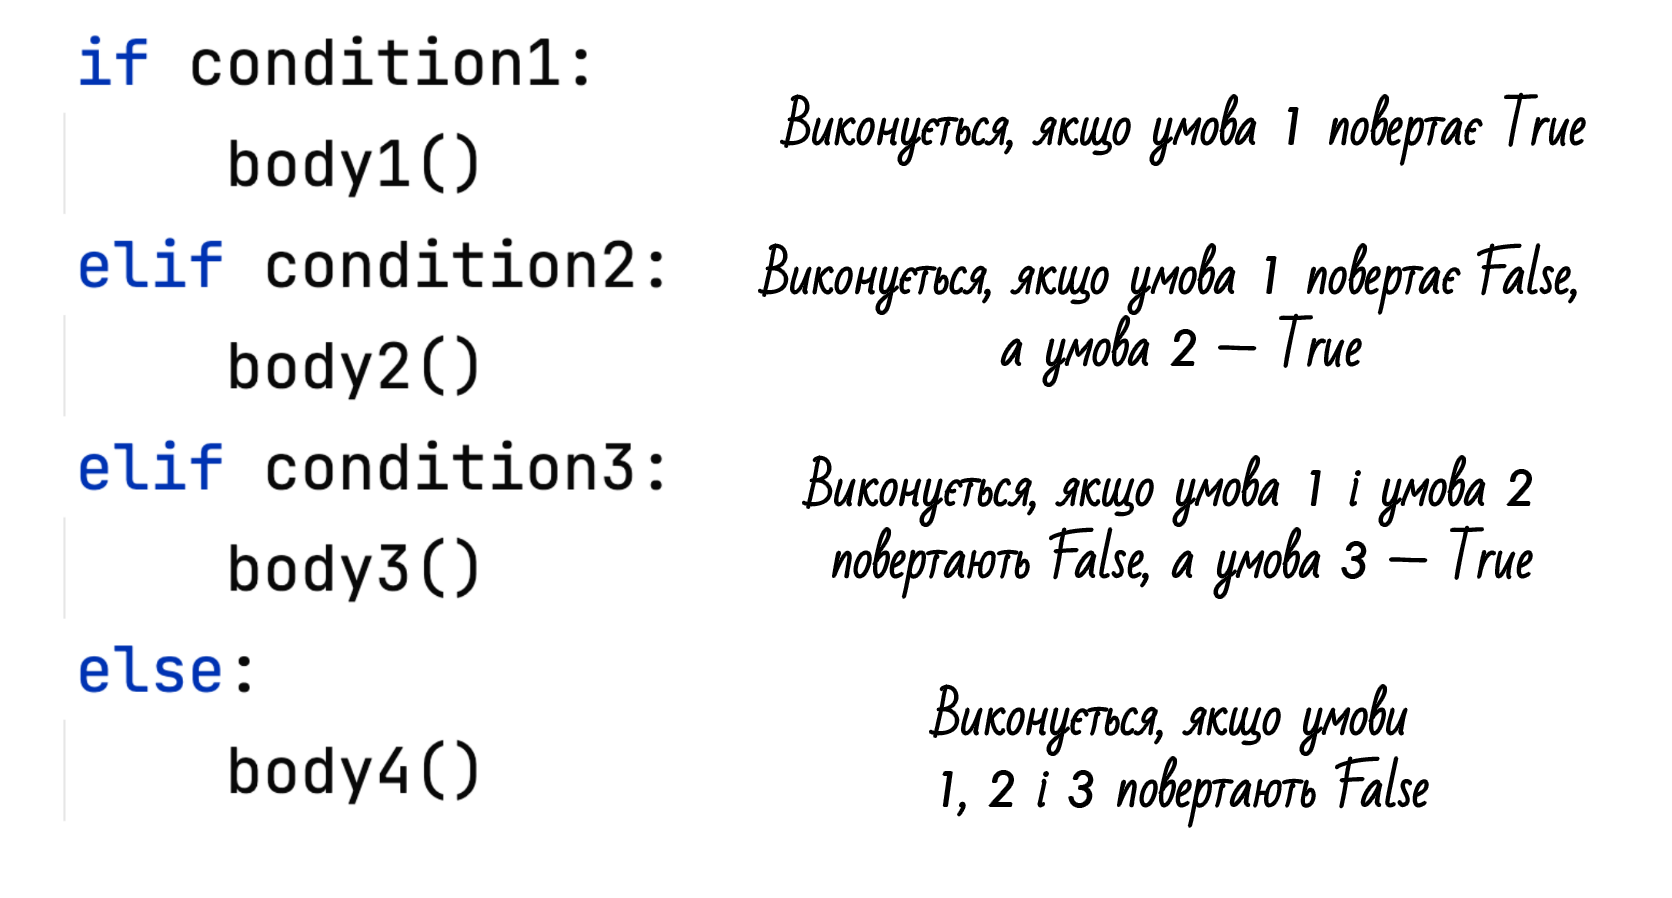 if condition1:
Виконується, якщо умова 1 повертає True
body1()
elif condition2:
Виконується, якщо умова 1 повертає False,
а умова 2 — True
body2()
elif condition3:
Виконується, якщо умова 1 і умова 2
повертають False, а умова 3 — True
body3()
else:
Виконується, якщо умови
1, 2 і 3 повертають False
body4()